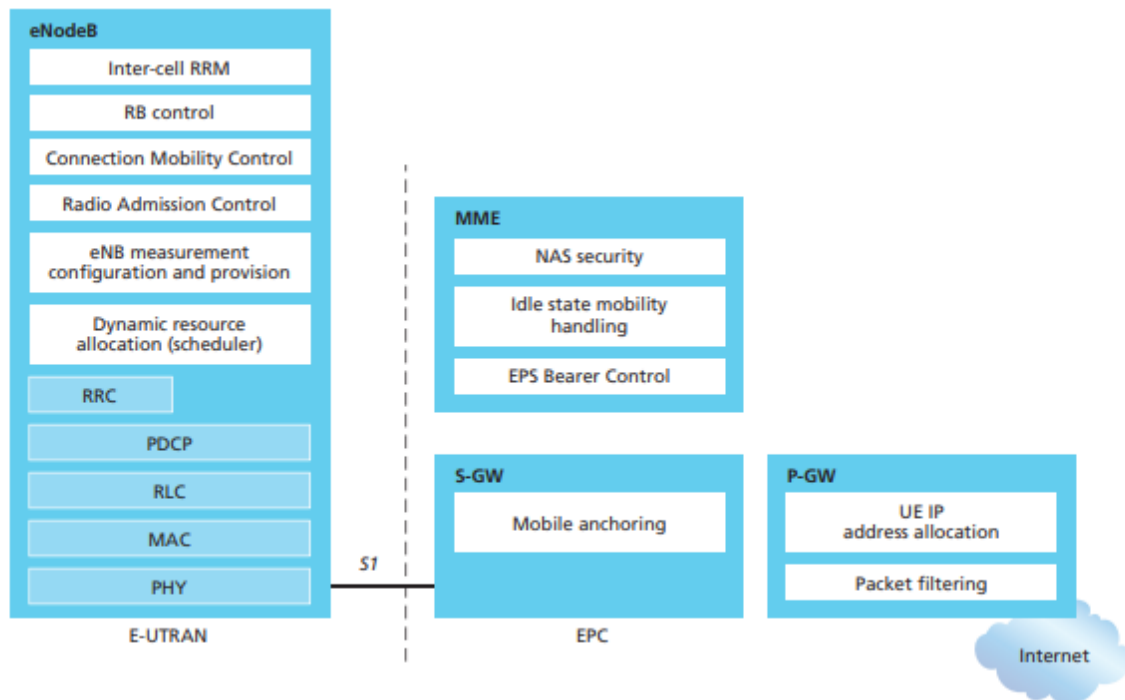 eNodeB
Inter-cell RRM
RB control
Connection Mobility Control
Radio Admission Control
eNB measurement
configuration and provision
Dynamic resource
allocation (scheduler)
RRC
PDCP
RLC
MAC
PHY
E-UTRAN
S1
MME
NAS security
Idle state mobility
handling
EPS Bearer Control
S-GW
Mobile anchoring
EPC
P-GW
UE IP
address allocation
Packet filtering
Internet